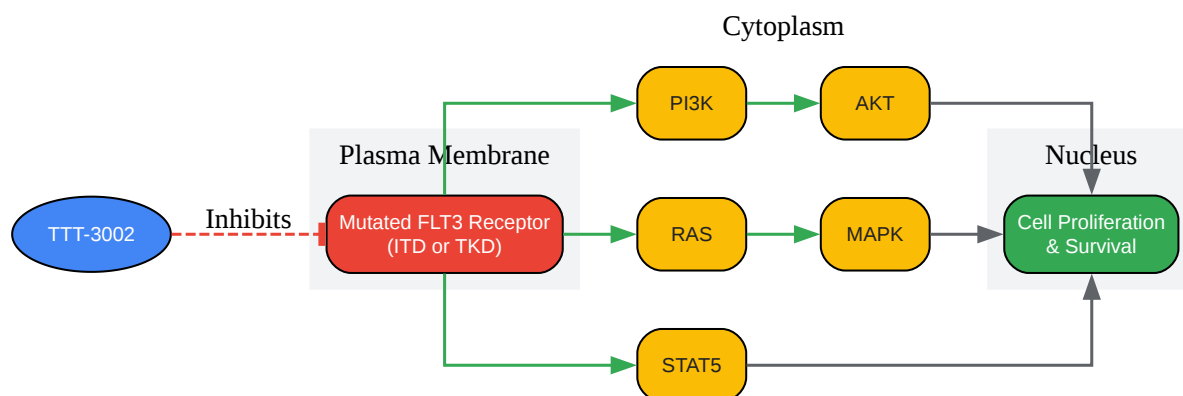 Cytoplasm
PI3K
AKT
Plasma Membrane
Nucleus
TTT-3002
Inhibits
Mutated FLT3 Receptor
(ITD or TKD)
RAS
MAPK
Cell Proliferation
& Survival
STAT5